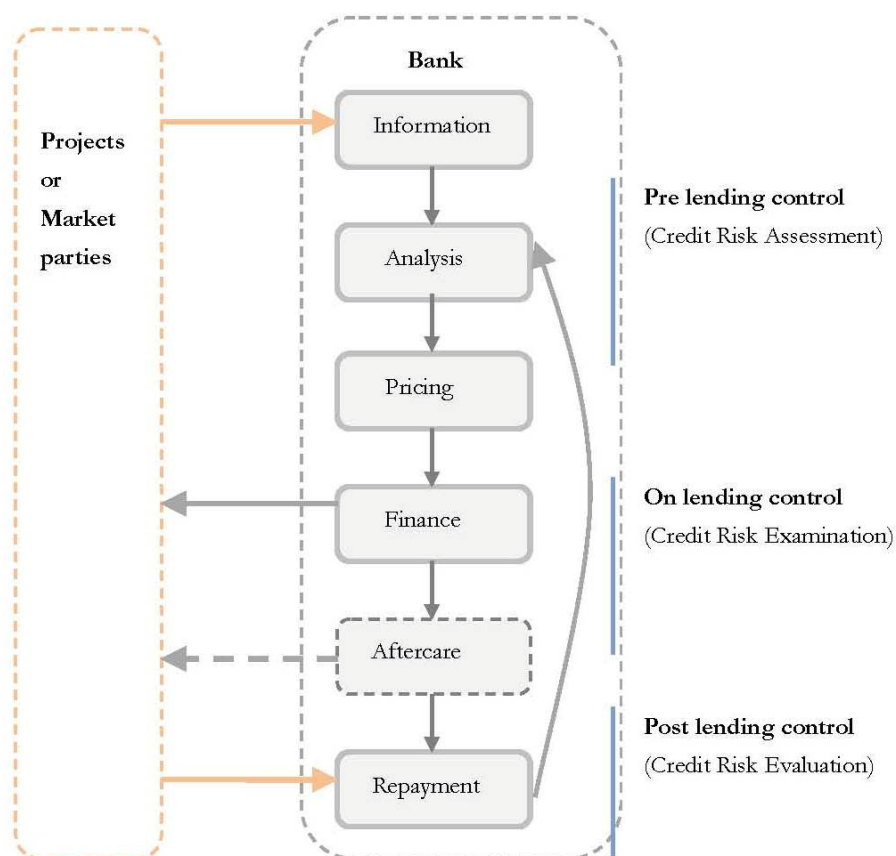 Bank
Projects
or
Market
parties
Information
Analysis
Pricing
Finance
Aftercare
Repayment
Pre lending control
(Credit Risk Assessment)
On lending control
(Credit Risk Examination)
Post lending control
(Credit Risk Evaluation)